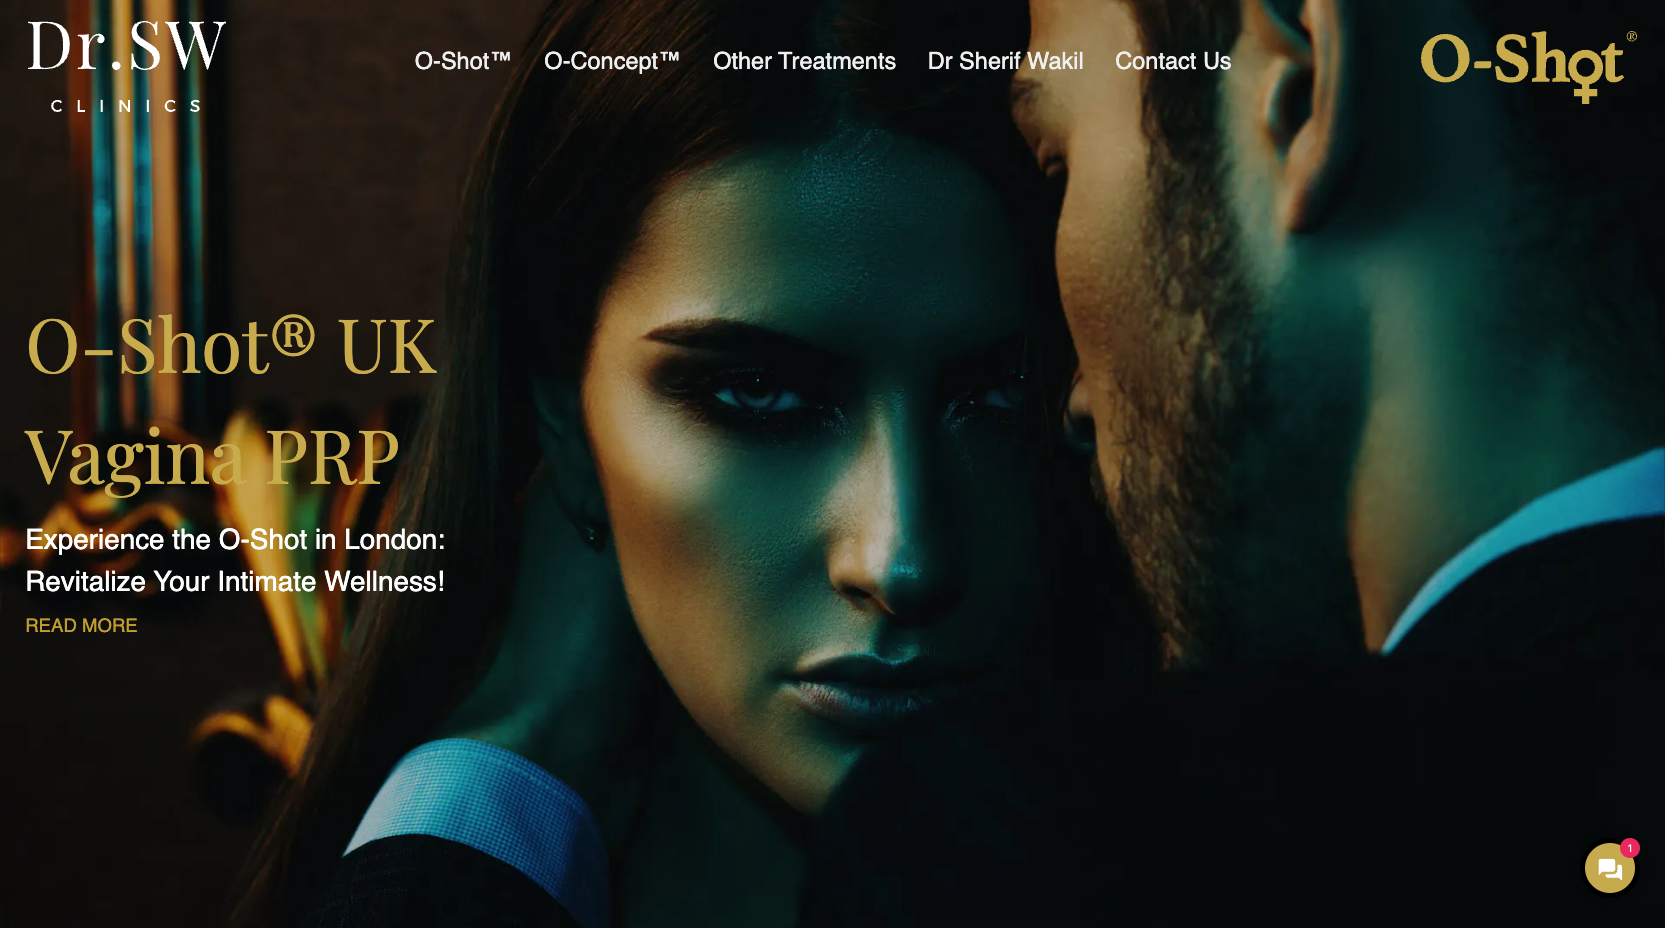 Dr.SW
CLINICS
O-Shot™ O-Concept™ Other Treatments Dr Sherif Wakil Contact Us
O-Shot®
O-Shot® UK
Vagina PRP
Experience the O-Shot in London:
Revitalize Your Intimate Wellness!
READ MORE
1